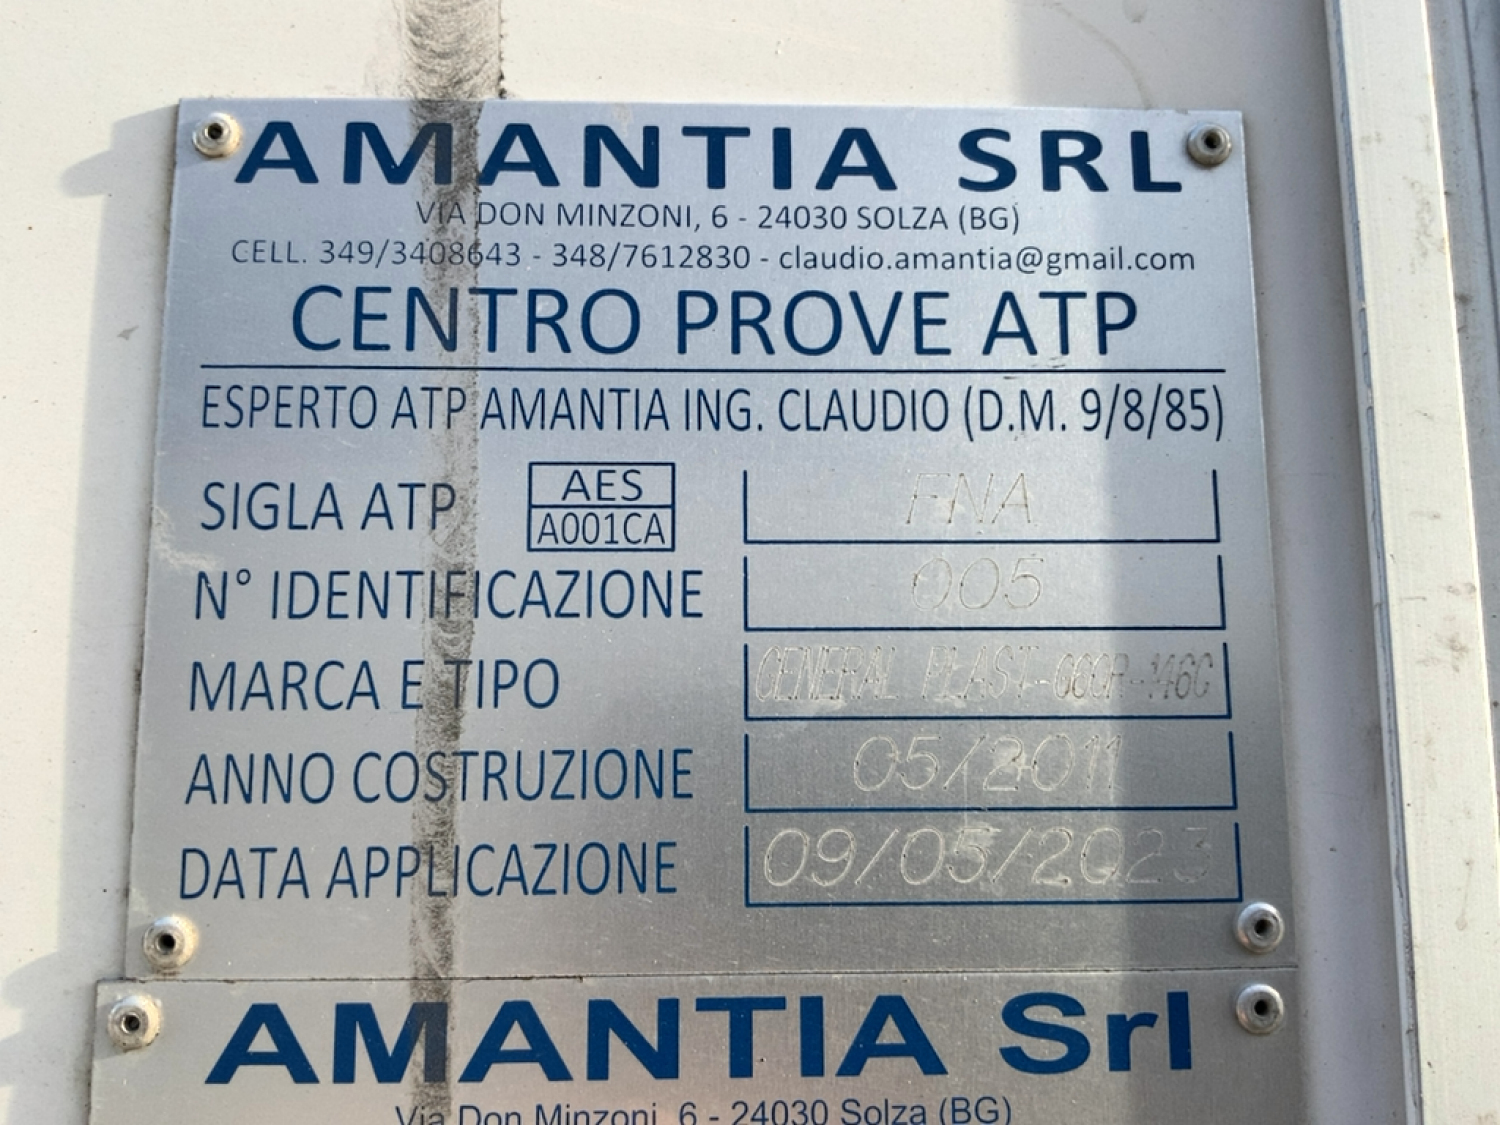 AMANTIA SRL
VIA DON MINZONI, 6 - 24030 SOLZA (BG)
CELL. 349/3408643 - 348/7612830 - claudio.amantia@gmail.com
CENTRO PROVE ATP
ESPERTO ATP AMANTIA ING. CLAUDIO (D.M. 9/8/85)
SIGLA ATP AES A001CA FNA
N° IDENTIFICAZIONE 005
MARCA E TIPO GENERAL PLAST
ANNO COSTRUZIONE 05/2011
DATA APPLICAZIONE 09/05/2023
AMANTIA Srl
Via Don Minzoni, 6 - 24030 Solza (BG)